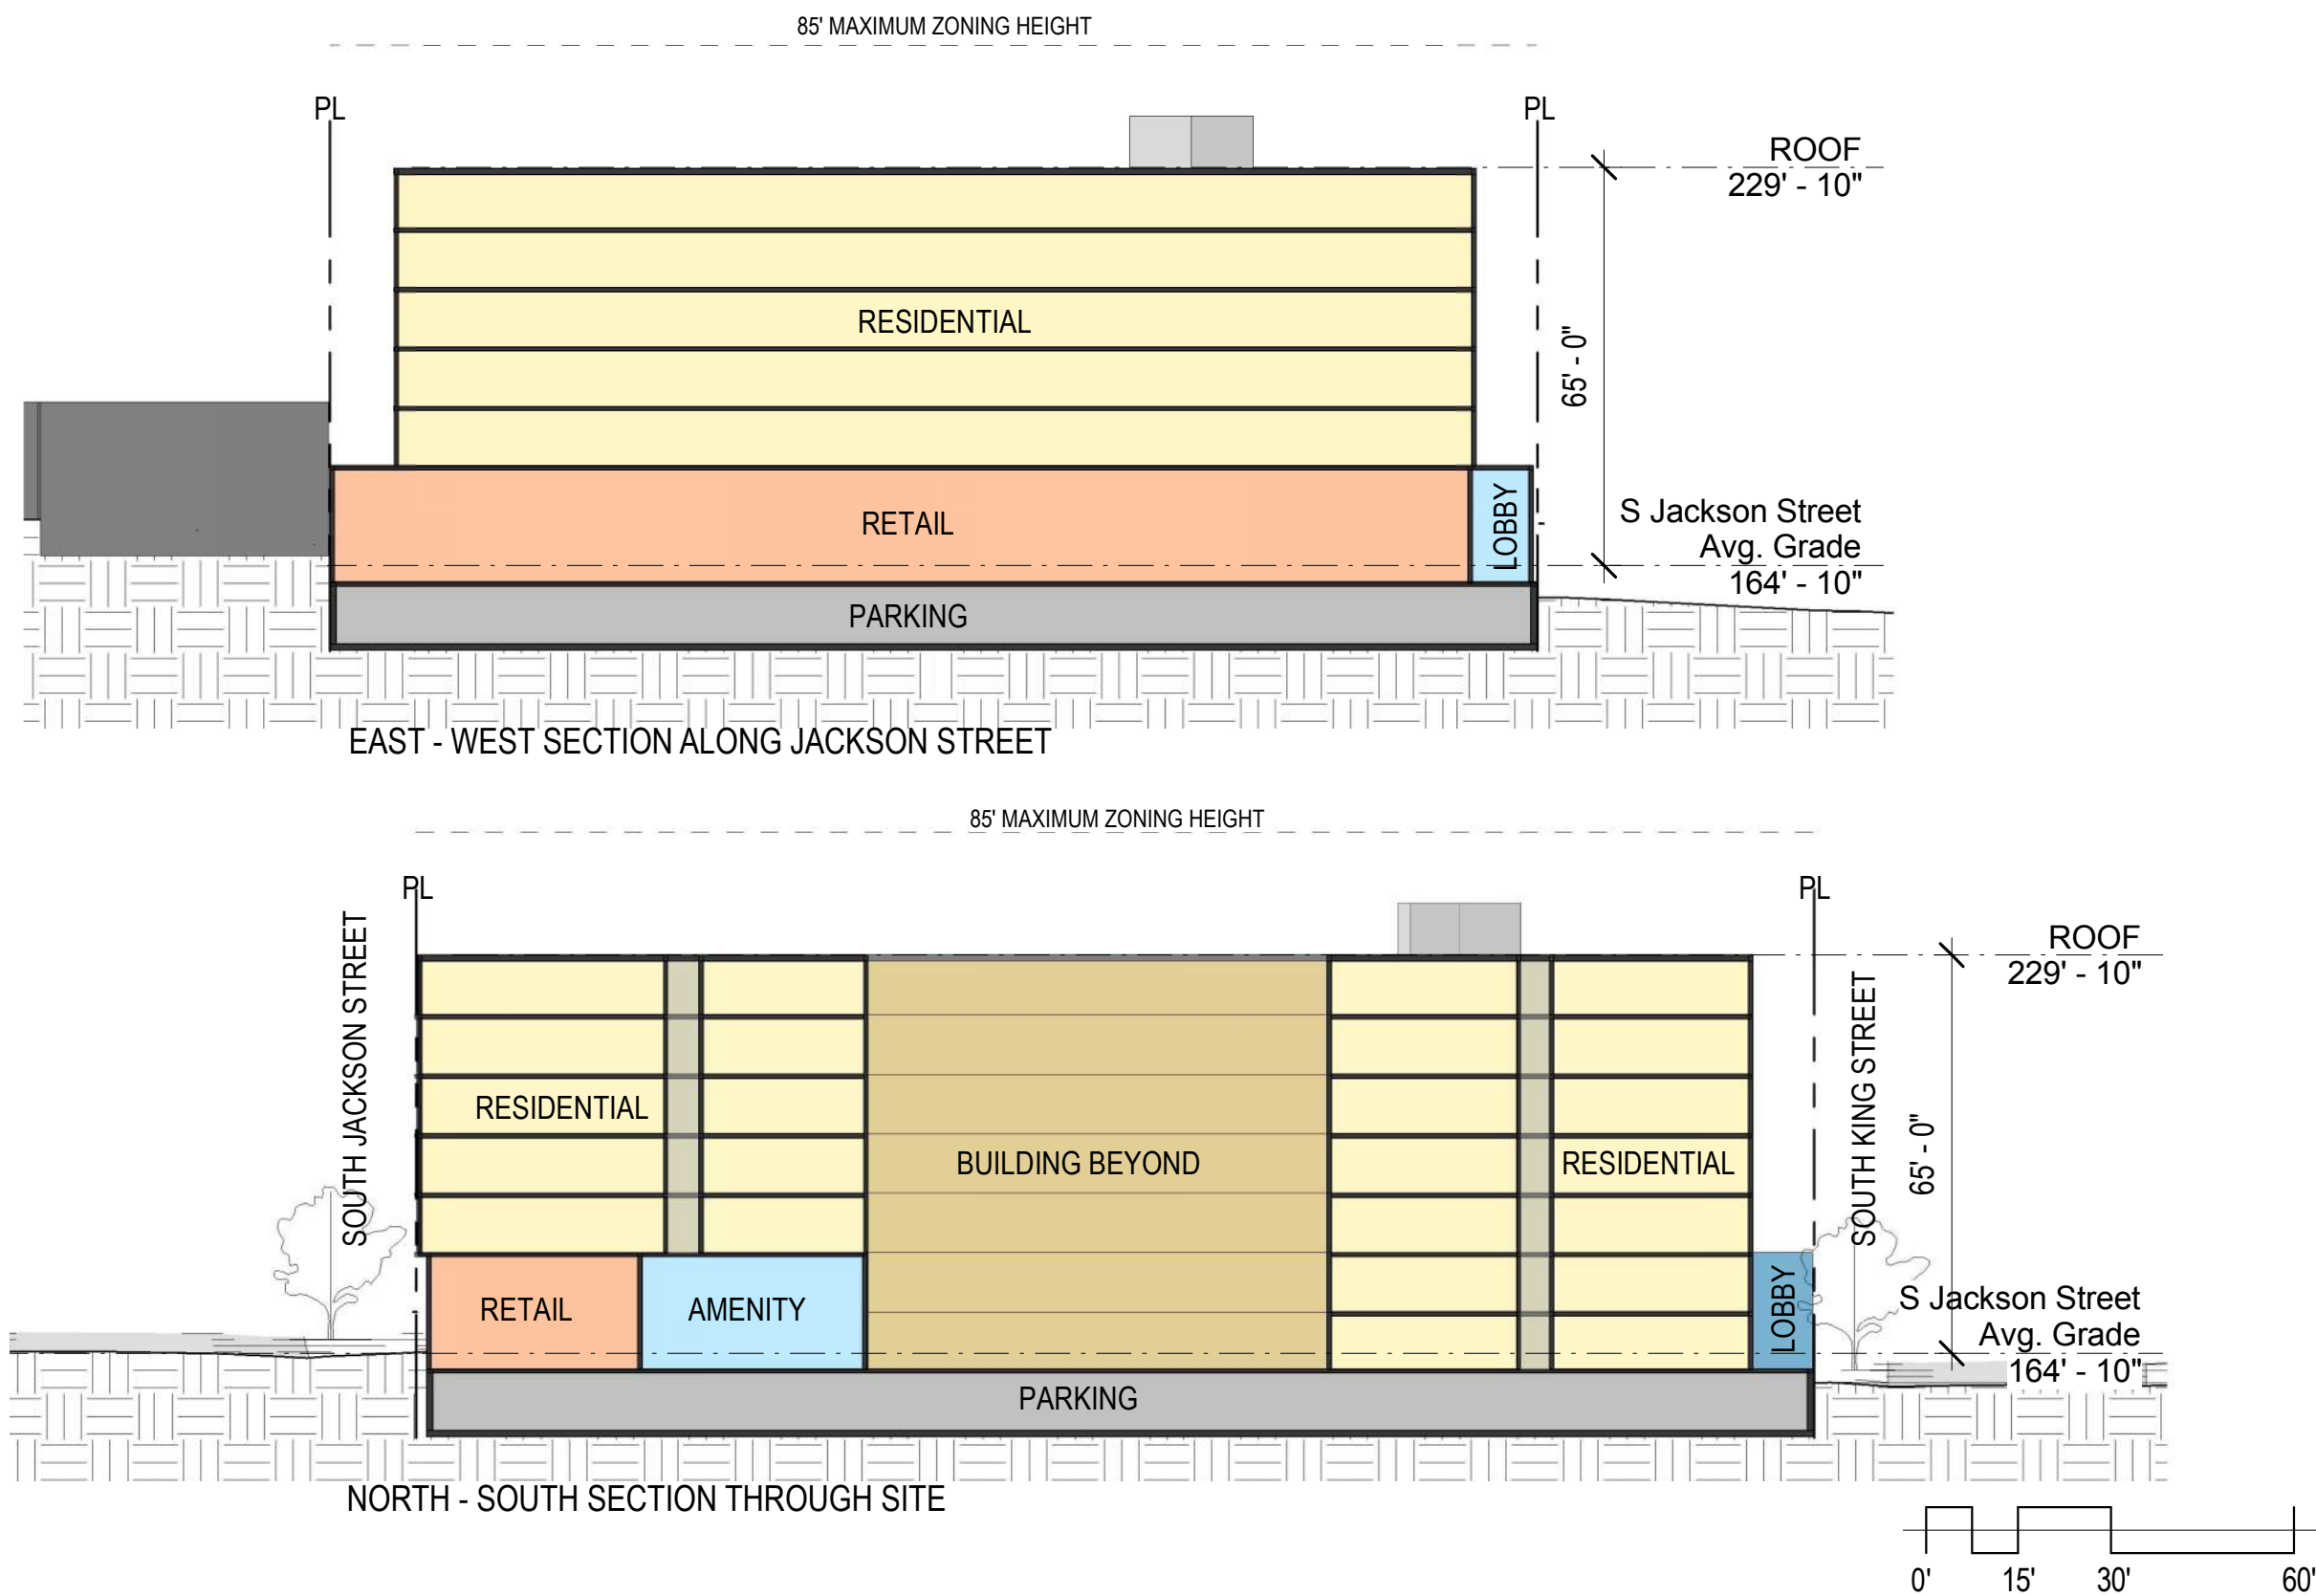 85' MAXIMUM ZONING HEIGHT
PL
PL
ROOF
229' - 10"
RESIDENTIAL
65' - 0"
RETAIL
LOBBY
S Jackson Street
Avg. Grade
164' - 10"
PARKING
EAST - WEST SECTION ALONG JACKSON STREET
85' MAXIMUM ZONING HEIGHT
PL
PL
SOUTH JACKSON STREET
ROOF
229' - 10"
SOUTH KING STREET
RESIDENTIAL
BUILDING BEYOND
RESIDENTIAL
65' - 0"
RETAIL
AMENITY
LOBBY
S Jackson Street
Avg. Grade
164' - 10"
PARKING
NORTH - SOUTH SECTION THROUGH SITE
0' 15' 30' 60'